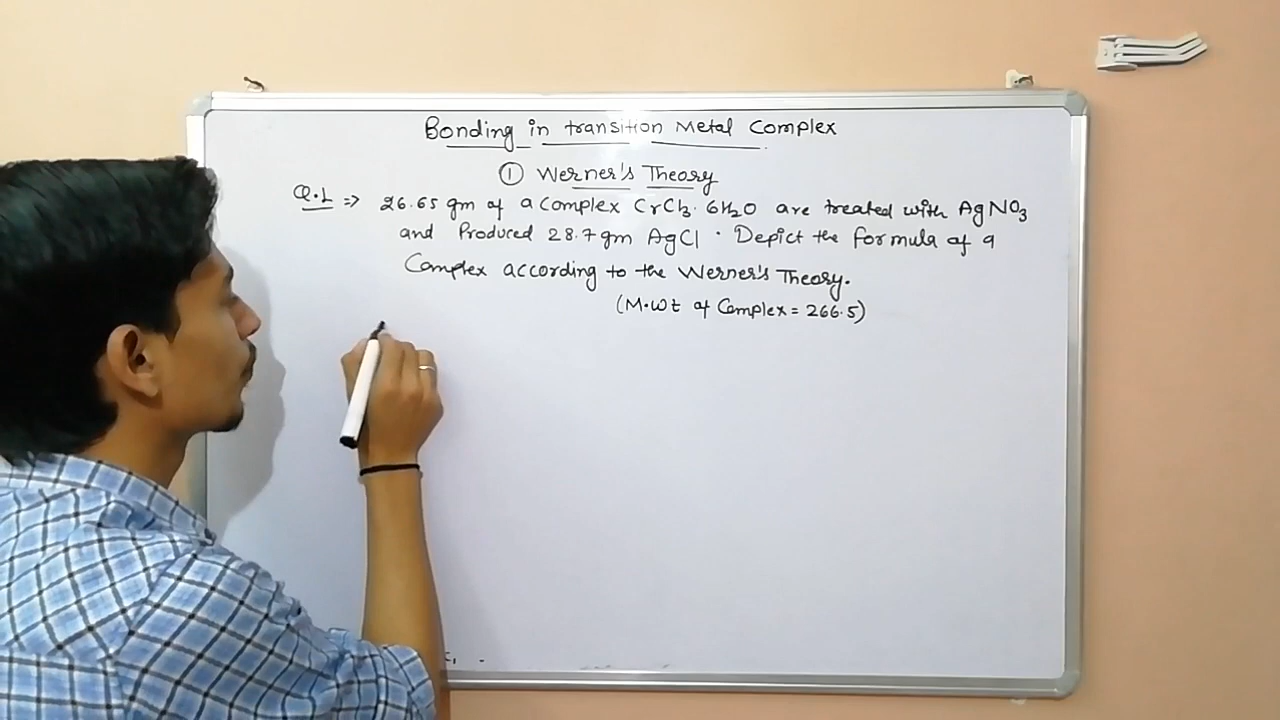 Bonding in transition Metal Complex
① Werner's Theory
Q.1 => 26.65 gm of a complex CrCl3. 6H2O are treated with AgNO3
and Produced 28.7 gm AgCl. Depict the formula of a
Complex according to the Werner's Theory.
(M.wt of Complex = 266.5)